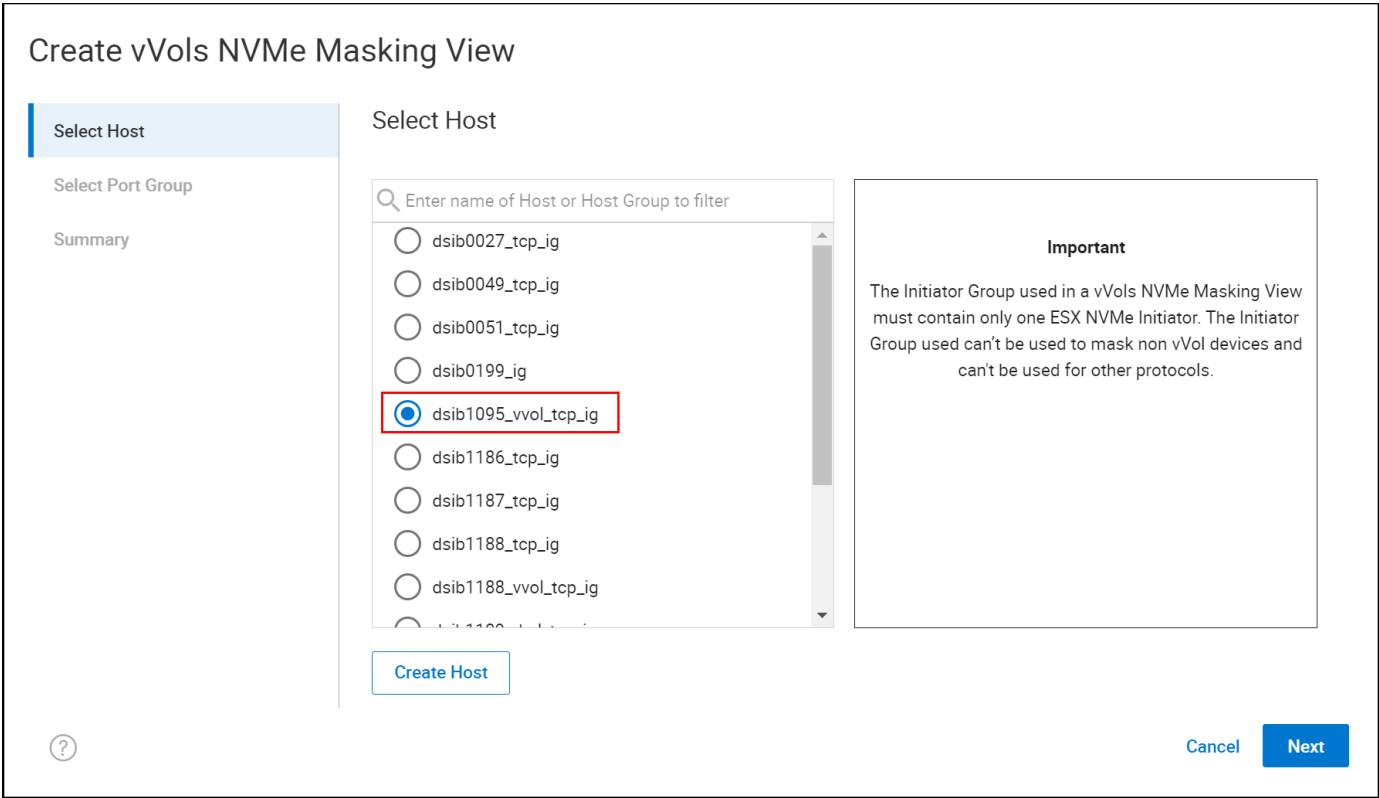 Create vVols NVMe Masking View
Select Host
Select Port Group
Summary
Select Host
Enter name of Host or Host Group to filter
dsib0027_tcp_ig
dsib0049_tcp_ig
dsib0051_tcp_ig
dsib0199_ig
dsib1095_vvol_tcp_ig
dsib1186_tcp_ig
dsib1187_tcp_ig
dsib1188_tcp_ig
dsib1188_vvol_tcp_ig
Create Host
Important
The Initiator Group used in a vVols NVMe Masking View
must contain only one ESX NVMe Initiator. The Initiator
Group used can’t be used to mask non vVol devices and
can't be used for other protocols.
?
Cancel
Next